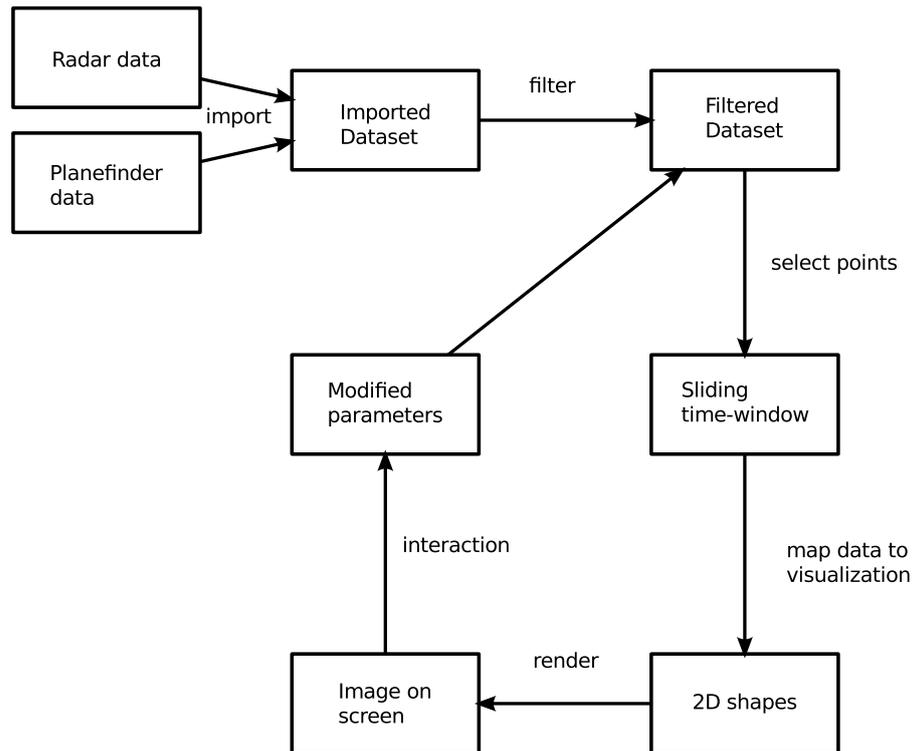 Radar data
import
Planefinder
data
Imported
Dataset
filter
Filtered
Dataset
select points
Modified
parameters
Sliding
time-window
interaction
map data to
visualization
render
Image on
screen
2D shapes